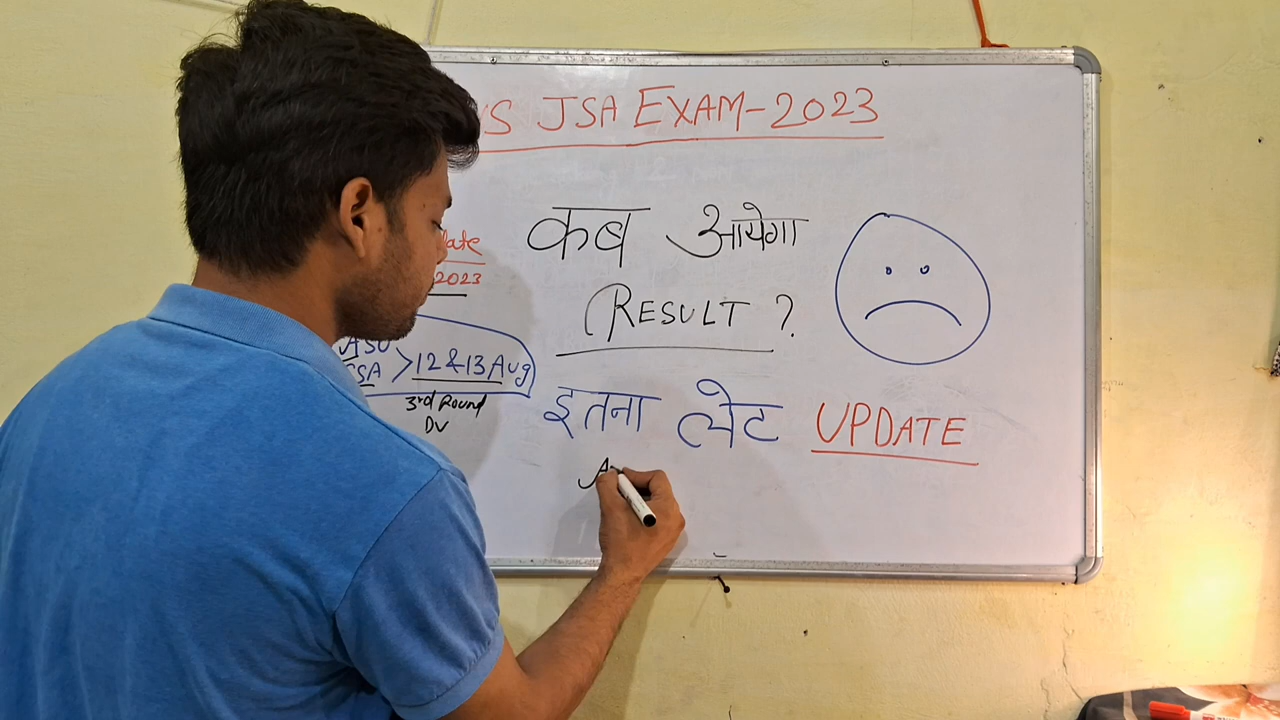 JSA EXAM-2023
2023
कब आयेगा
RESULT ?
>12 & 13 Aug
3rd Round
DV
इतना लेट UPDATE
A